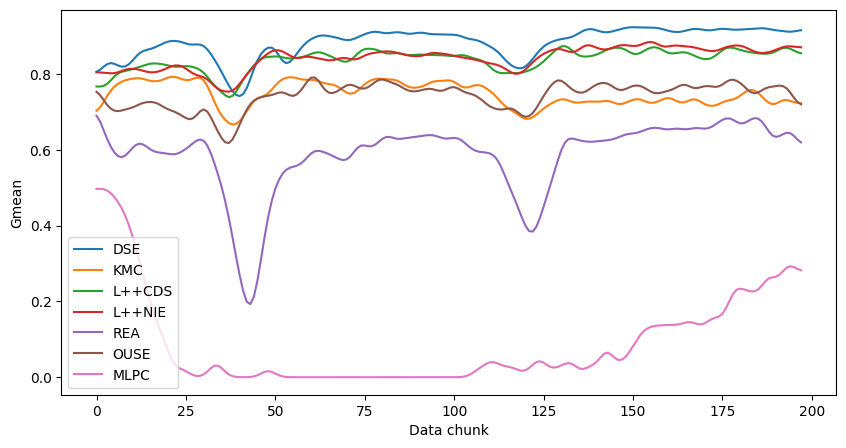 Gmean
0.8
0.6
0.4
0.2
0.0
DSE
KMC
L++CDS
L++NIE
REA
OUSE
MLPC
0 25 50 75 100 125 150 175 200
Data chunk